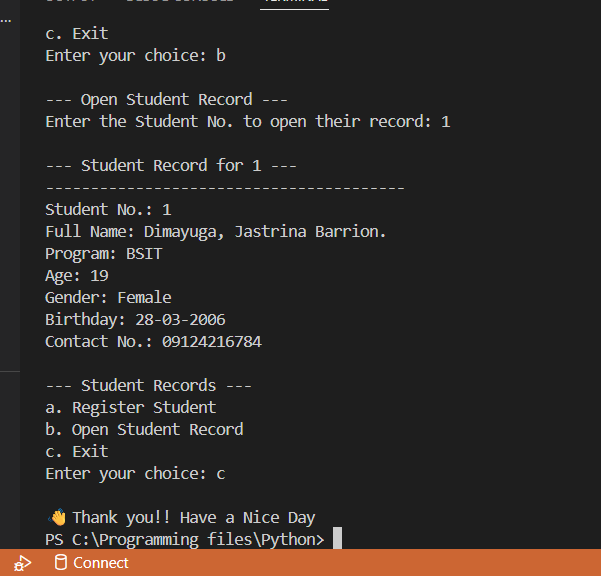 ...
TERMINAL
c. Exit
Enter your choice: b
--- Open Student Record ---
Enter the Student No. to open their record: 1
--- Student Record for 1 ---
----------------------------------------
Student No.: 1
Full Name: Dimayuga, Jastrina Barrion.
Program: BSIT
Age: 19
Gender: Female
Birthday: 28-03-2006
Contact No.: 09124216784
--- Student Records ---
a. Register Student
b. Open Student Record
c. Exit
Enter your choice: c
👋 Thank you!! Have a Nice Day
PS C:\Programming files\Python>
Connect